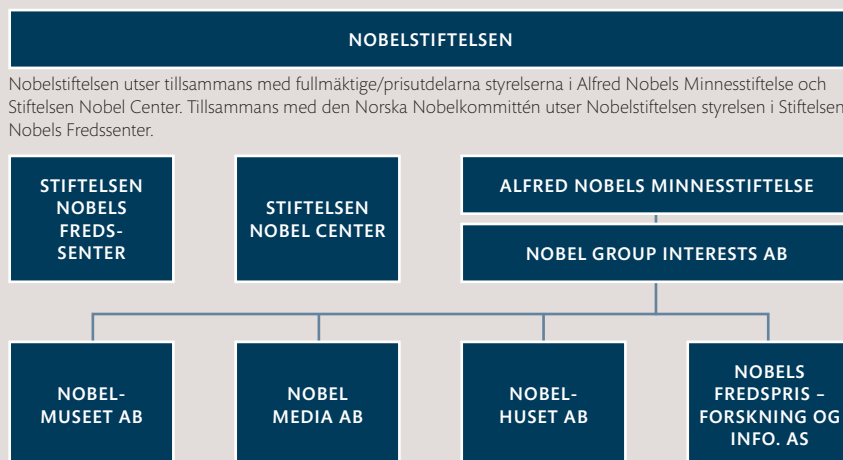 NOBELSTIFTELSEN
Nobelstiftelsen utser tillsammans med fullmäktige/prisutdelarna styrelserna i Alfred Nobels Minnesstiftelse och
Stiftelsen Nobel Center. Tillsammans med den Norska Nobelkommittén utser Nobelstiftelsen styrelsen i Stiftelsen
Nobels Fredssenter.
STIFTELSEN
NOBELS
FREDS-
SENTER
STIFTELSEN
NOBEL CENTER
ALFRED NOBELS MINNESSTIFTELSE
NOBEL GROUP INTERESTS AB
NOBEL-
MUSEET AB
NOBEL
MEDIA AB
NOBEL-
HUSET AB
NOBELS
FREDSPRIS –
FORSKNING OG
INFO. AS